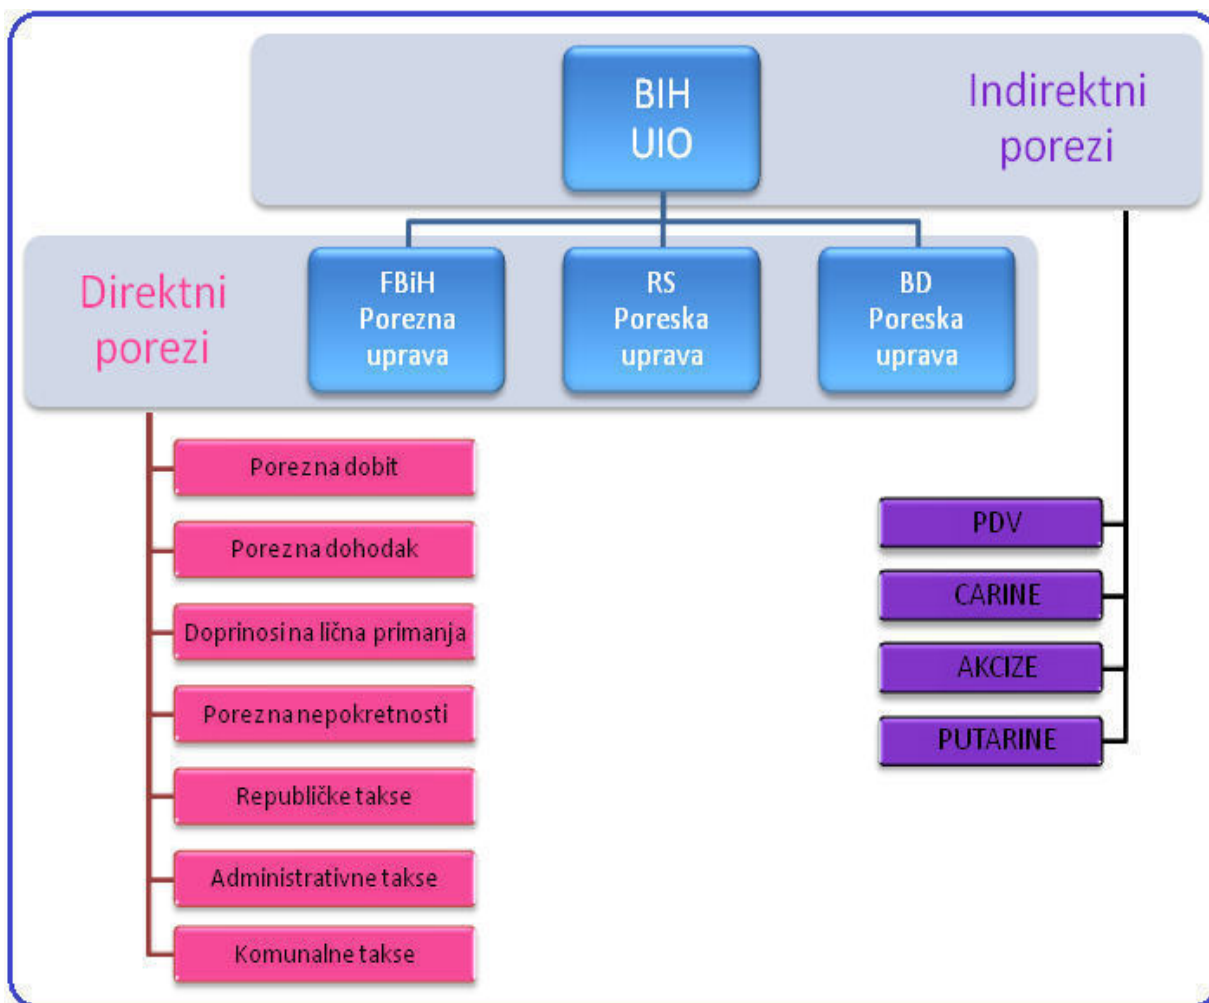 BIH
UIO
Indirektni
porezi
Direktni
porezi
FBiH
Porezna
uprava
RS
Poreska
uprava
BD
Poreska
uprava
Porez na dobit
Porez na dohodak
Doprinosi na lična primanja
Porez na nepokretnosti
Republičke takse
Administrativne takse
Komunalne takse
PDV
CARINE
AKCIZE
PUTARINE